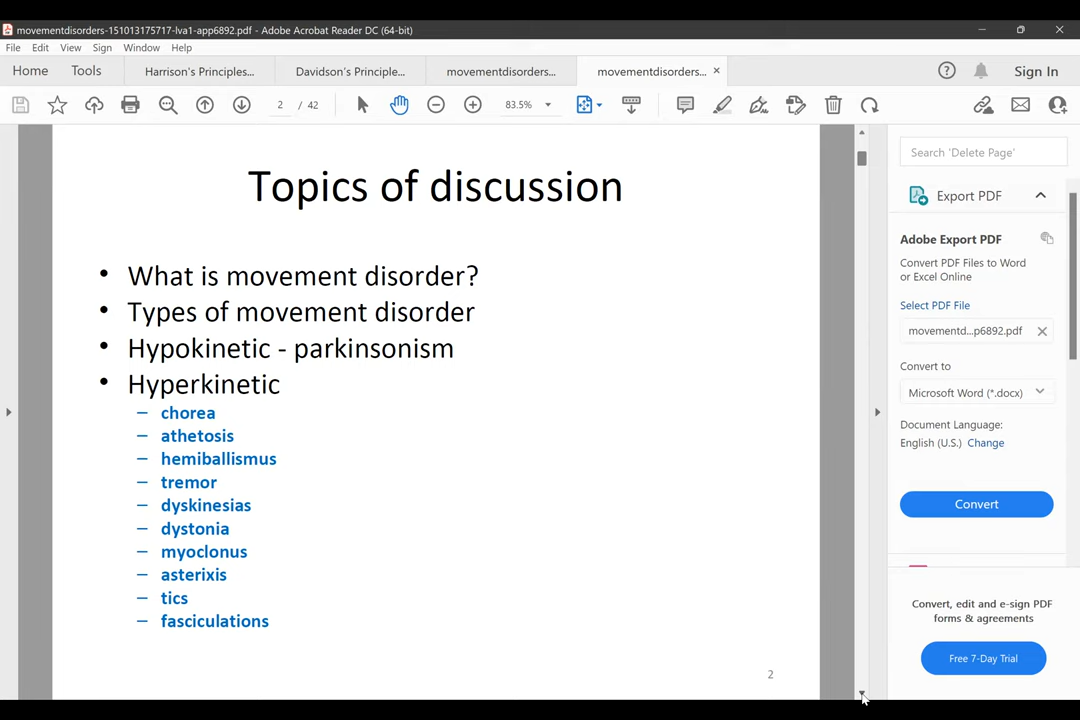 movementdisorders-151013175717-lva1-app6892.pdf - Adobe Acrobat Reader DC (64-bit)
File Edit View Sign Window Help
Home Tools Harrison's Principles... Davidson's Principle... movementdisorders... movementdisorders... × Sign In
2 / 42 83.5%
Topics of discussion
• What is movement disorder?
• Types of movement disorder
• Hypokinetic - parkinsonism
• Hyperkinetic
– chorea
– athetosis
– hemiballismus
– tremor
– dyskinesias
– dystonia
– myoclonus
– asterixis
– tics
– fasciculations
2
Search 'Delete Page'
Export PDF
Adobe Export PDF
Convert PDF Files to Word
or Excel Online
Select PDF File
movementd...p6892.pdf
Convert to
Microsoft Word (*.docx)
Document Language:
English (U.S.) Change
Convert
Convert, edit and e-sign PDF
forms & agreements
Free 7-Day Trial